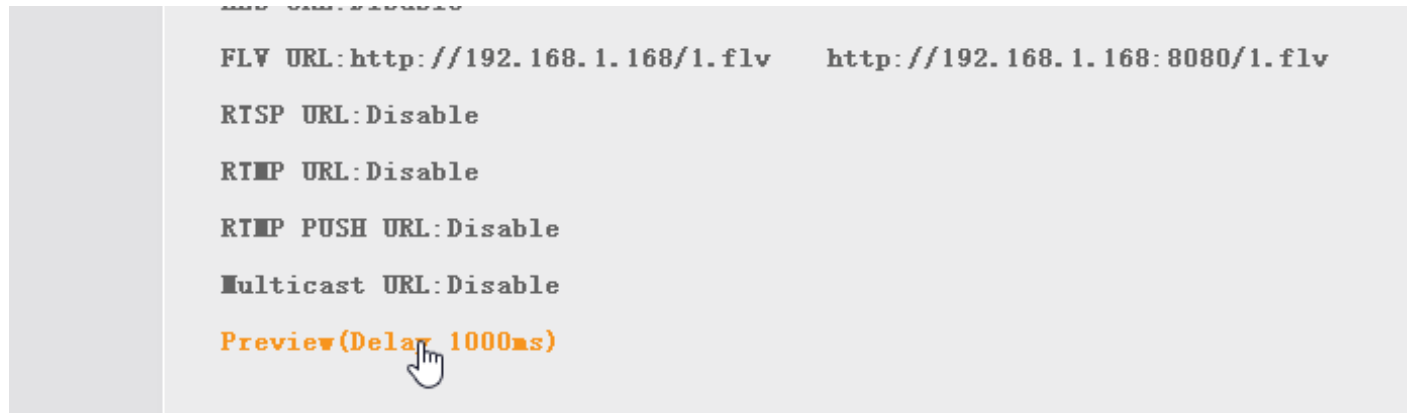 FLV URL:http://192.168.1.168/1.flv http://192.168.1.168:8080/1.flv
RTSP URL:Disable
RTMP URL:Disable
RTMP PUSH URL:Disable
Multicast URL:Disable
Preview(Delay 1000ms)